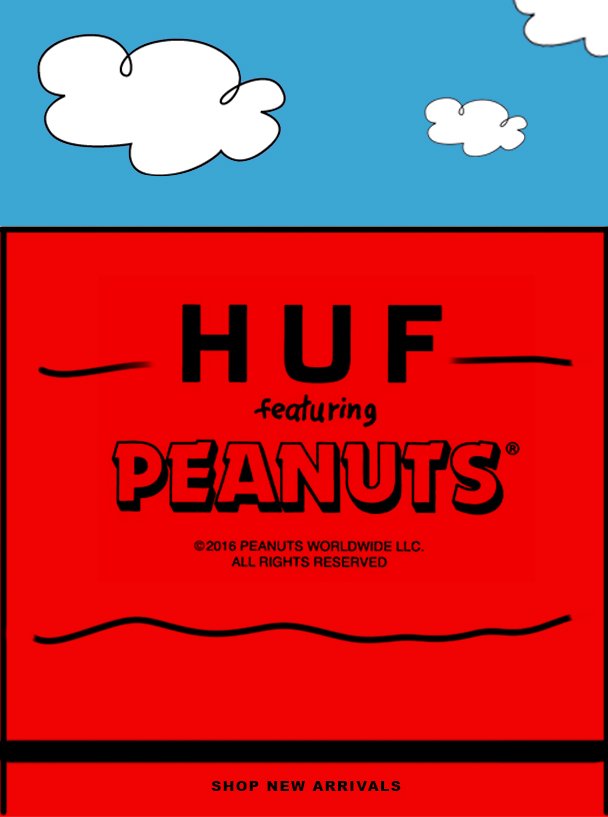 HUF
featuring
PEANUTS®
©2016 PEANUTS WORLDWIDE LLC.
ALL RIGHTS RESERVED
SHOP NEW ARRIVALS